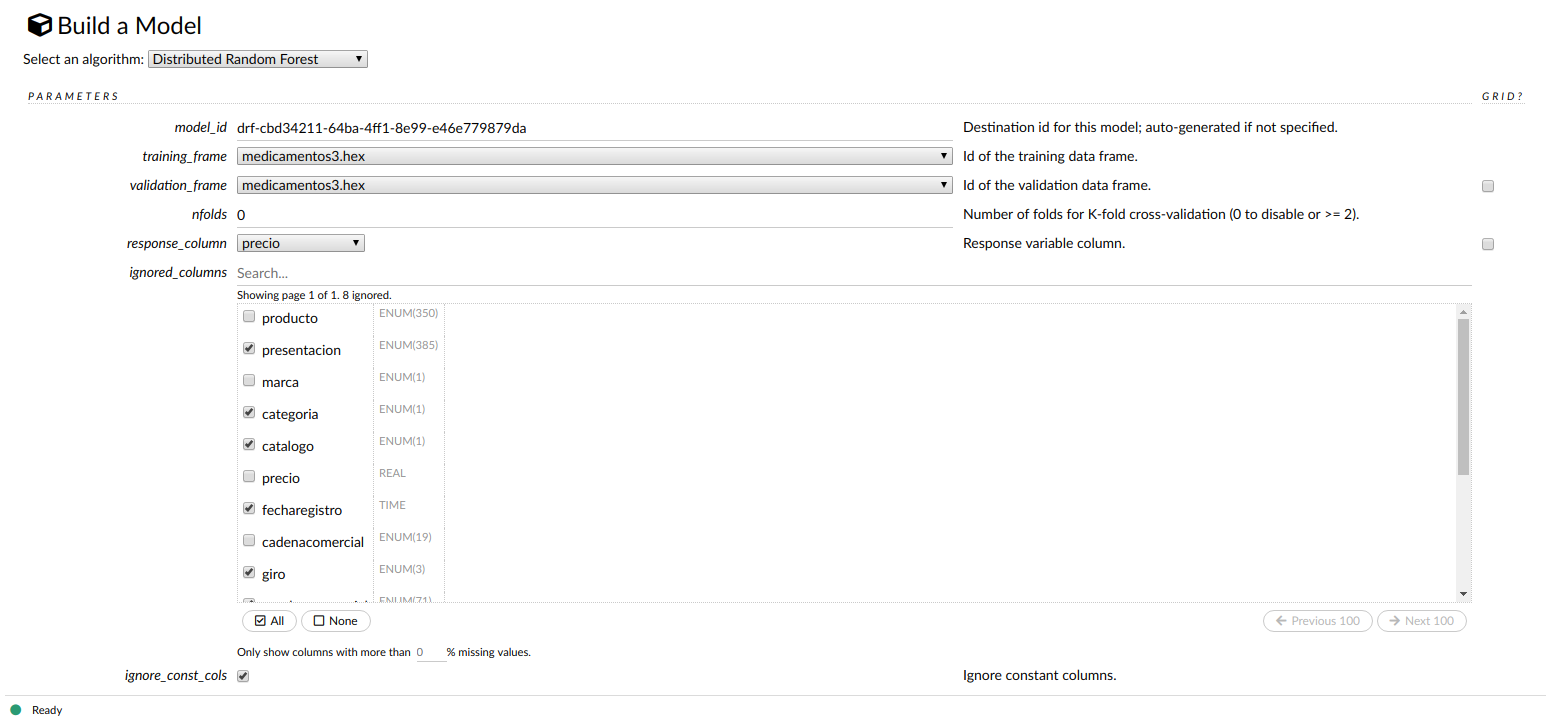 Build a Model
Select an algorithm: Distributed Random Forest
PARAMETERS GRID?
model_id drf-cbd34211-64ba-4ff1-8e99-e46e779879da Destination id for this model; auto-generated if not specified.
training_frame medicamentos3.hex Id of the training data frame.
validation_frame medicamentos3.hex Id of the validation data frame.
nfolds 0 Number of folds for K-fold cross-validation (0 to disable or >= 2).
response_column precio Response variable column.
ignored_columns Search...
Showing page 1 of 1. 8 ignored.
producto ENUM(350)
presentacion ENUM(385)
marca ENUM(1)
categoria ENUM(1)
catalogo ENUM(1)
precio REAL
fecharegistro TIME
cadenacomercial ENUM(19)
giro ENUM(3)
ENUM(71)
All None Previous 100 Next 100
Only show columns with more than 0 % missing values.
ignore_const_cols Ignore constant columns.
Ready